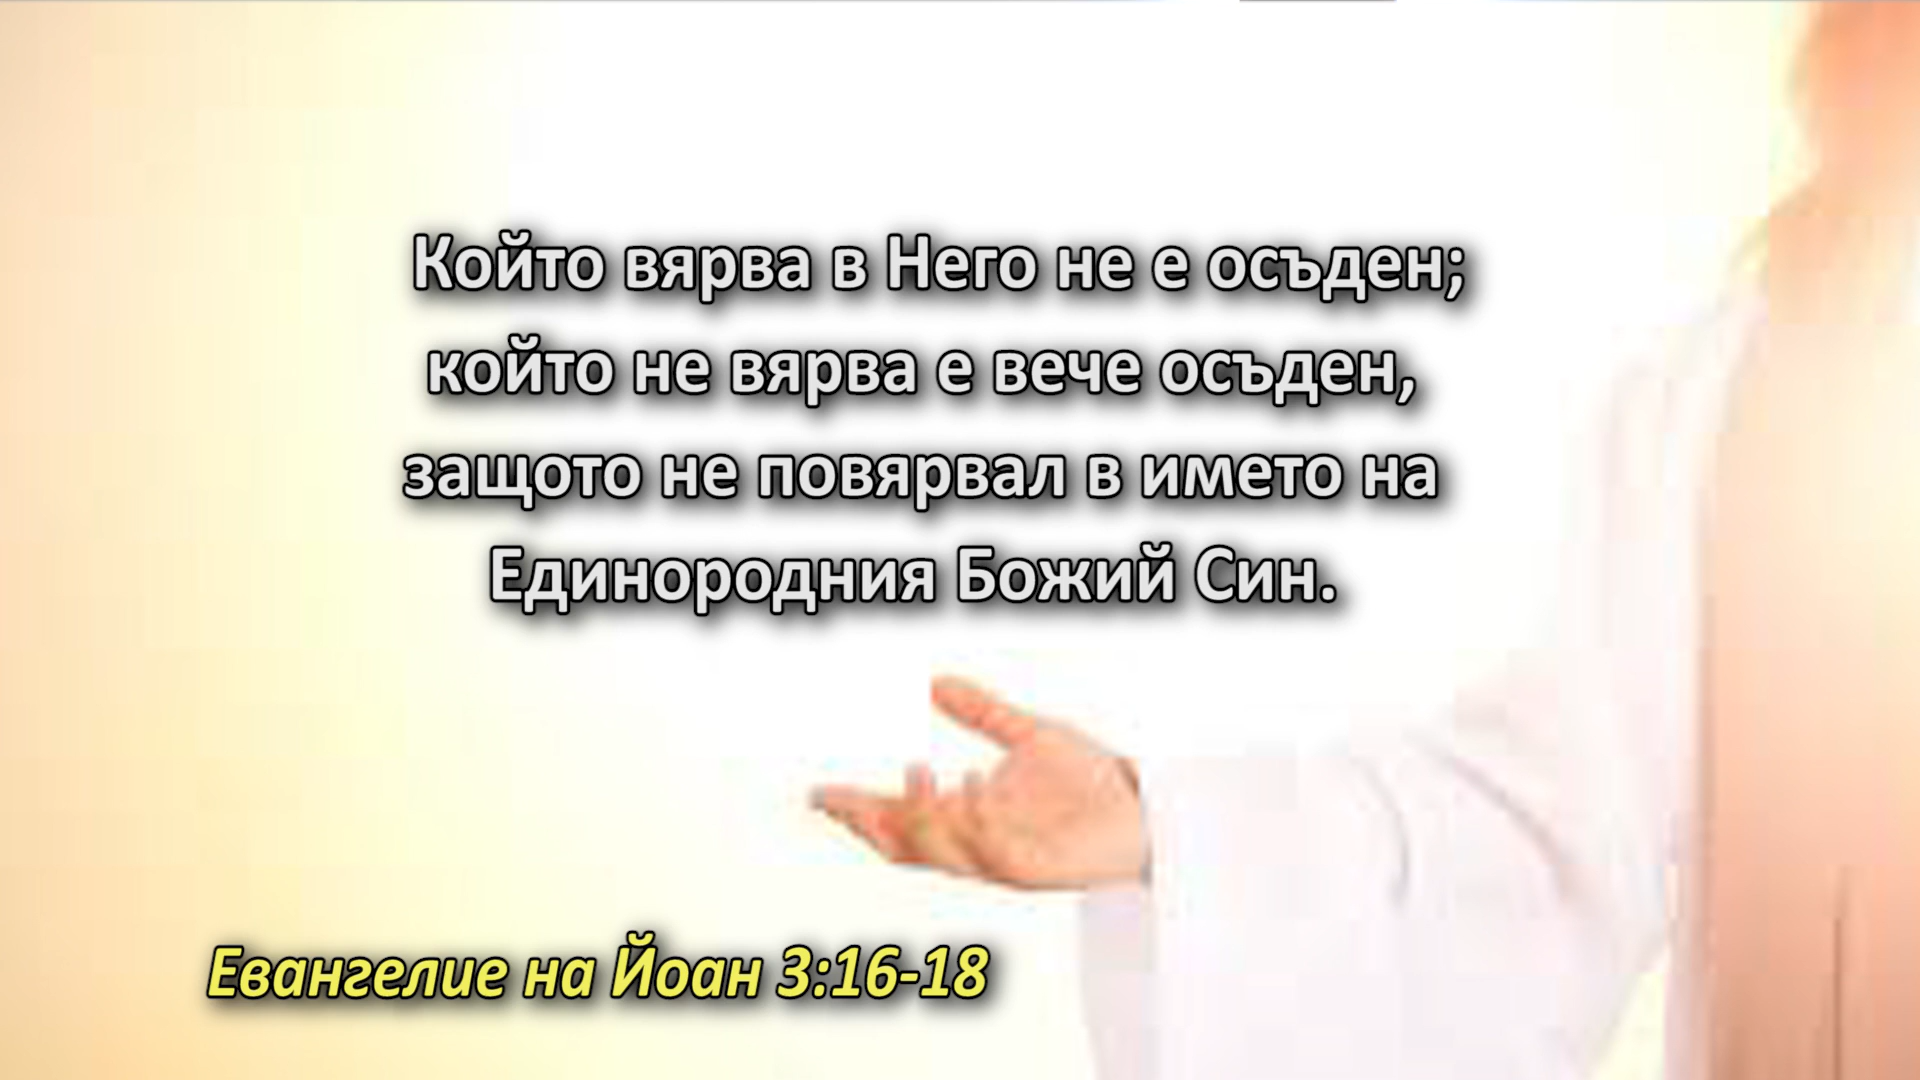 Който вярва в Него не е осъден;
който не вярва е вече осъден,
защото не повярвал в името на
Единородния Божий Син.
Евангелие на Йоан 3:16-18